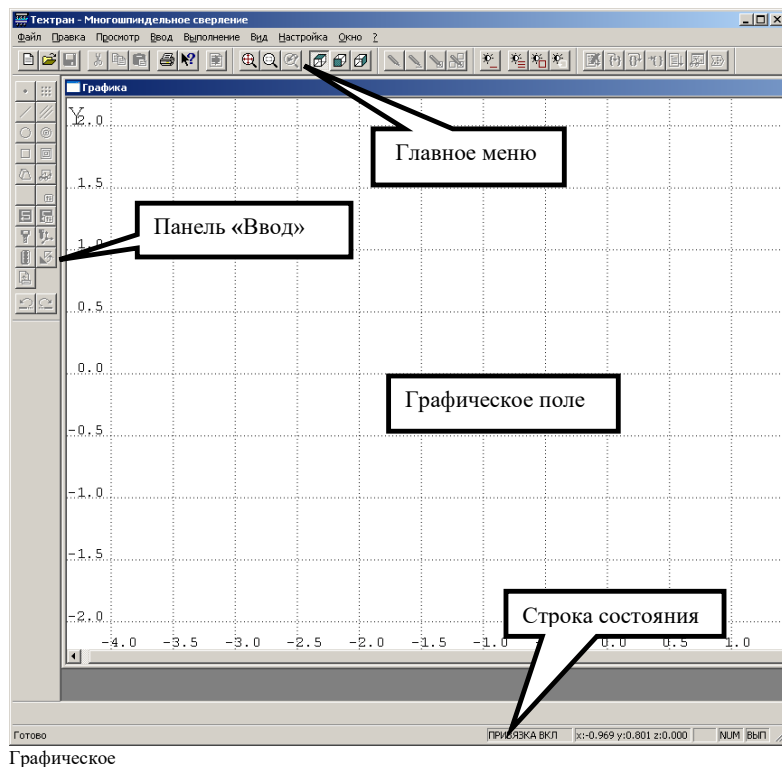 Техтран - Многошпиндельное сверление
Файл Правка Просмотр Ввод Выполнение Вид Настройка Окно ?
Графика
Y
2.0
Главное меню
1.5
Панель «Ввод»
1.0
0.5
0.0
Графическое поле
-0.5
-1.0
-1.5
-2.0
Строка состояния
-4.0 -3.5 -3.0 -2.5 -2.0 -1.5 -1.0 0.0 0.5 1.0
Готово ПРИВЯЗКА ВКЛ x:-0.969 y:0.801 z:0.000 NUM ВЫП
Графическое